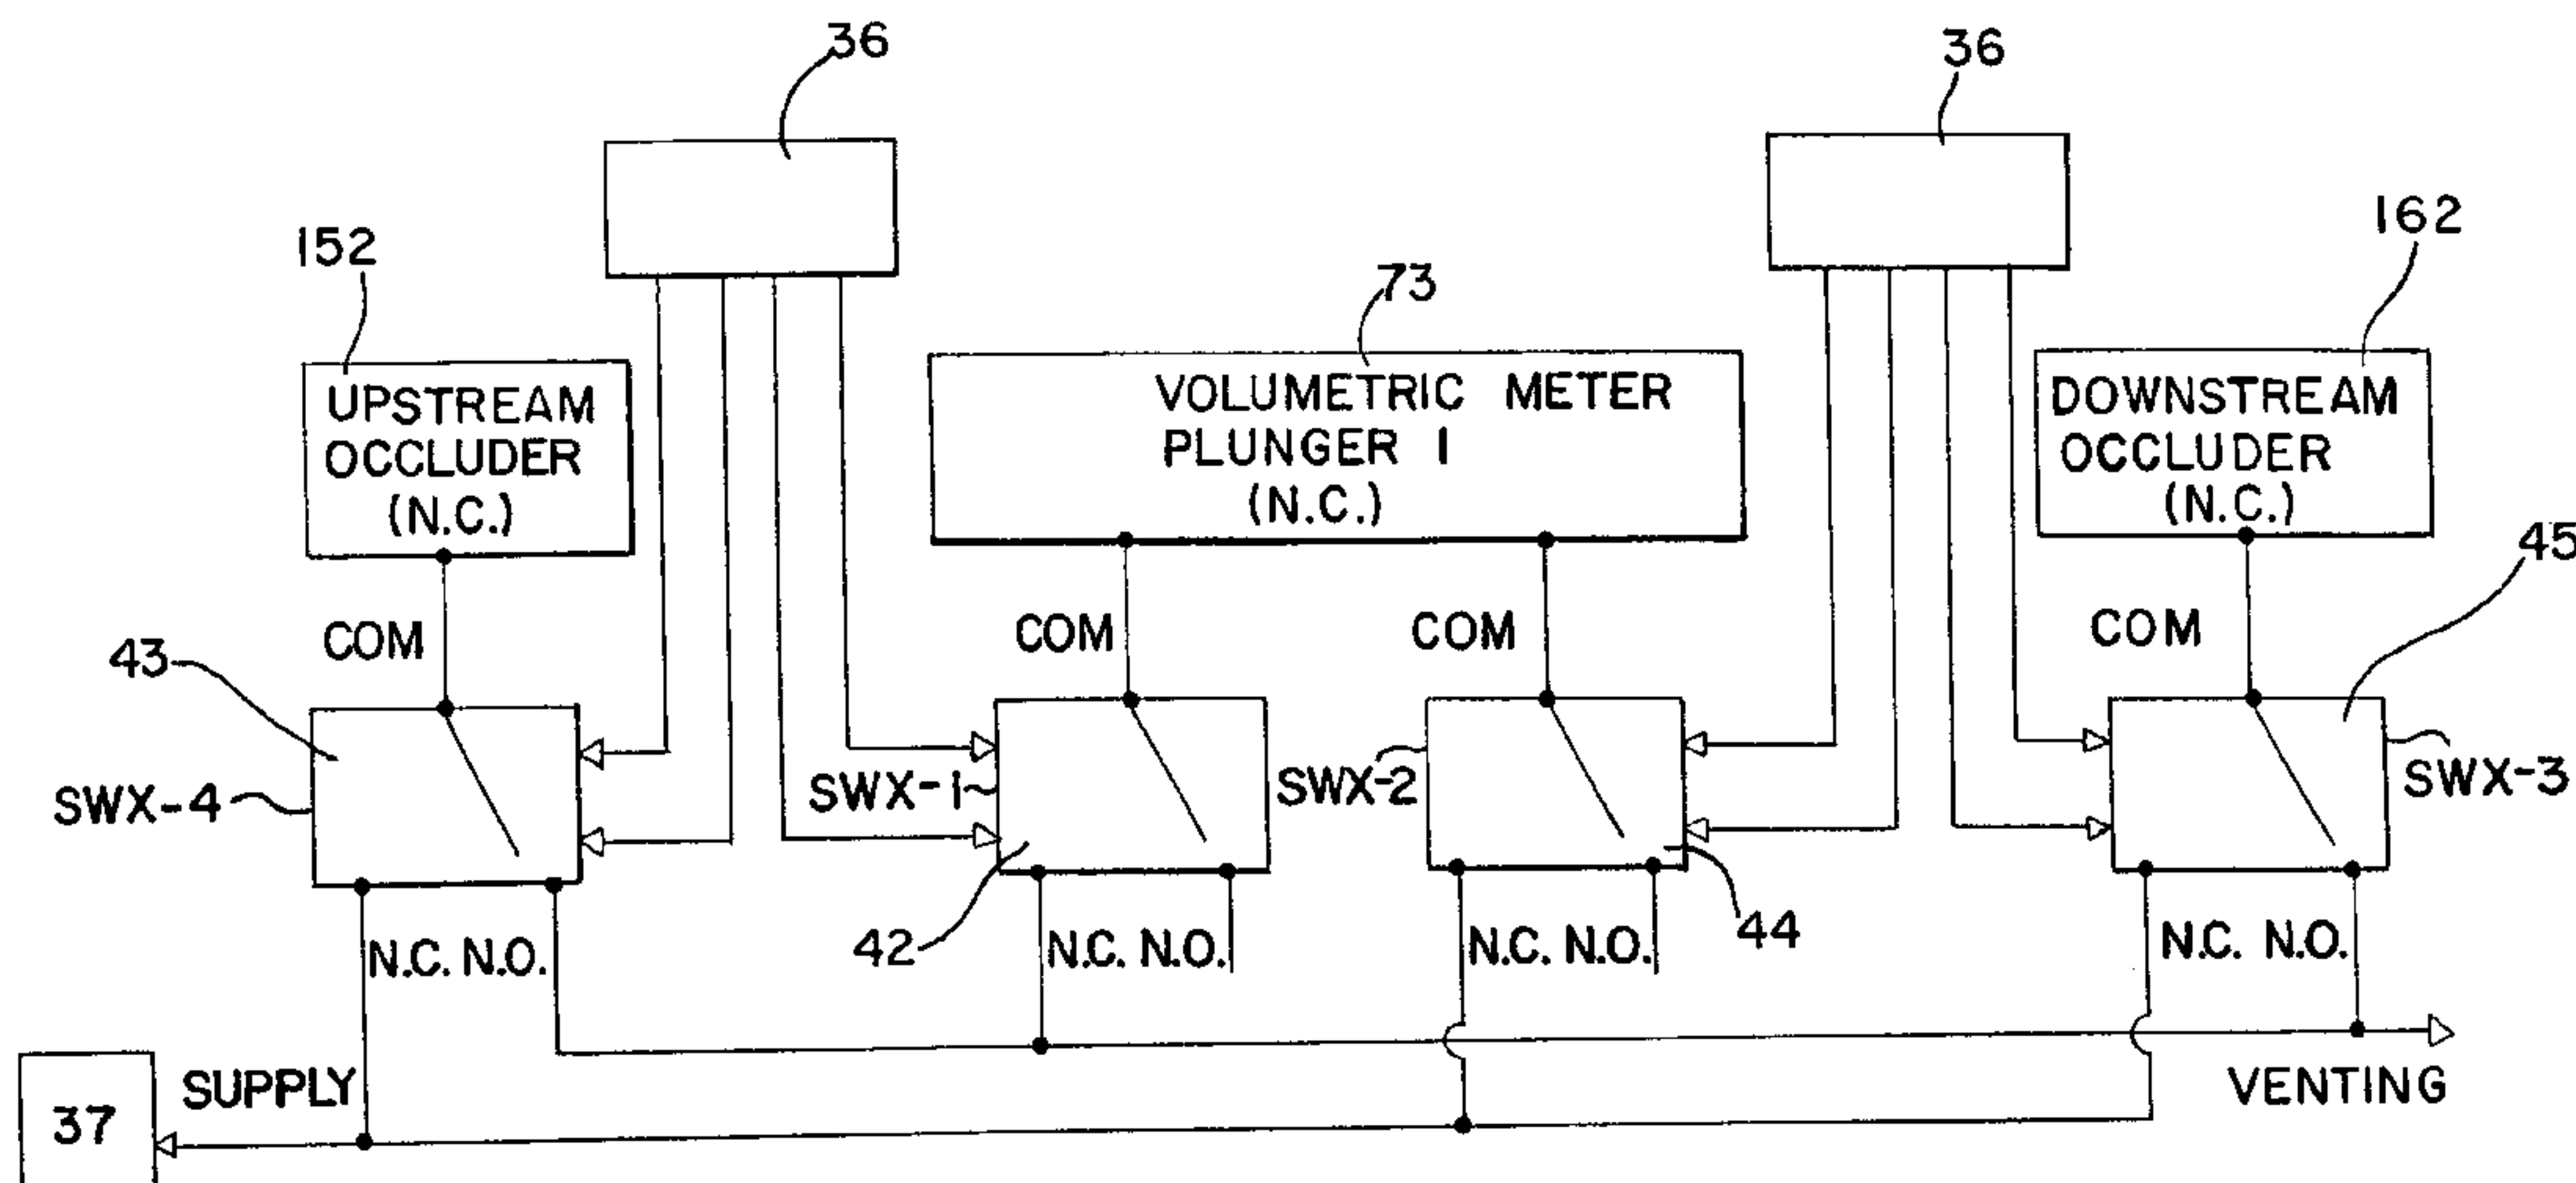 36
36
152
162
73
UPSTREAM
OCCLUDER
(N.C.)
VOLUMETRIC METER
PLUNGER 1
(N.C.)
DOWNSTREAM
OCCLUDER
(N.C.)
45
COM
COM
COM
COM
43
SWX-4
SWX-1
SWX-2
SWX-3
42
44
N.C. N.O.
N.C. N.O.
N.C. N.O.
N.C. N.O.
SUPPLY
VENTING
37